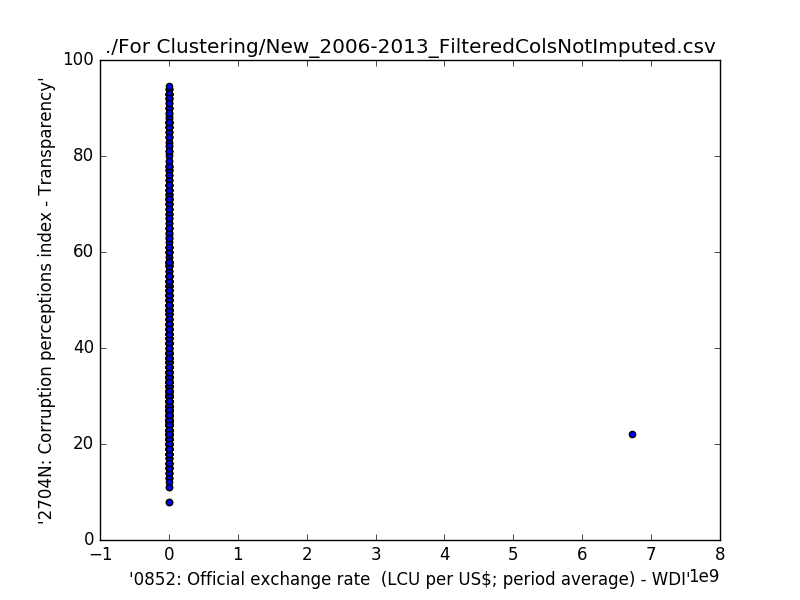 ./For Clustering/New_2006-2013_FilteredColsNotImputed.csv
100
80
60
40
20
0
'2704N: Corruption perceptions index - Transparency'
−1 0 1 2 3 4 5 6 7 8
1e9
'0852: Official exchange rate  (LCU per US$; period average) - WDI'